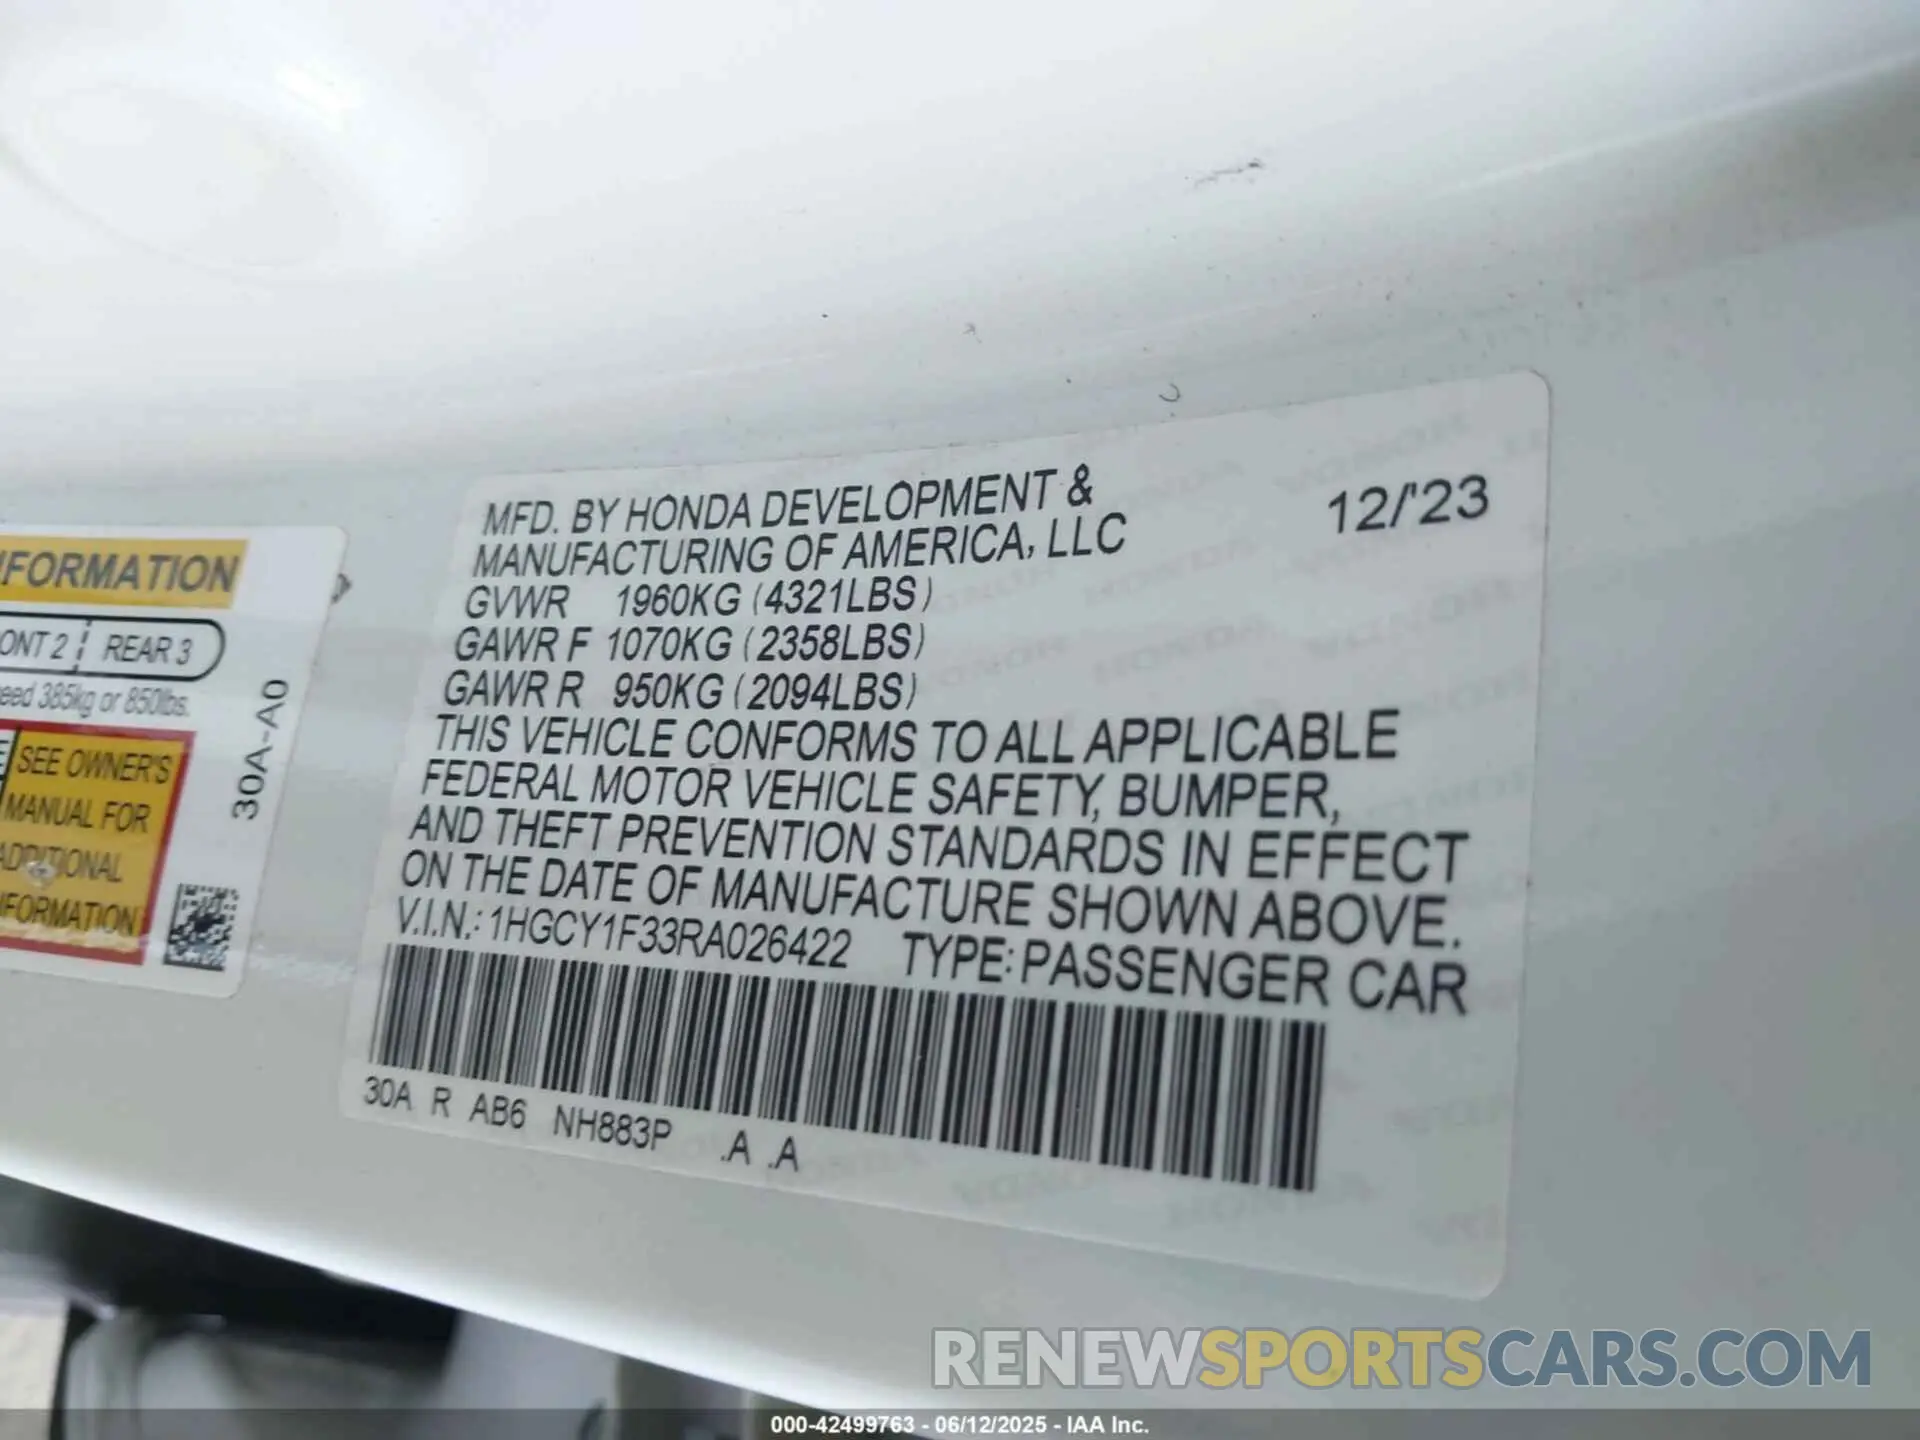 MFD. BY HONDA DEVELOPMENT &
MANUFACTURING OF AMERICA, LLC
12/'23
GVWR 1960KG (4321LBS)
GAWR F 1070KG (2358LBS)
GAWR R 950KG (2094LBS)
THIS VEHICLE CONFORMS TO ALL APPLICABLE
FEDERAL MOTOR VEHICLE SAFETY, BUMPER,
AND THEFT PREVENTION STANDARDS IN EFFECT
ON THE DATE OF MANUFACTURE SHOWN ABOVE.
V.I.N.: 1HGCY1F33RA026422 TYPE: PASSENGER CAR
30A R AB6 NH883P .A .A
REAR 3
385kg or 850lbs.
SEE OWNER'S
MANUAL FOR
30A-A0
RENEWSPORTSCARS.COM
000-42499763 - 06/12/2025 - IAA Inc.